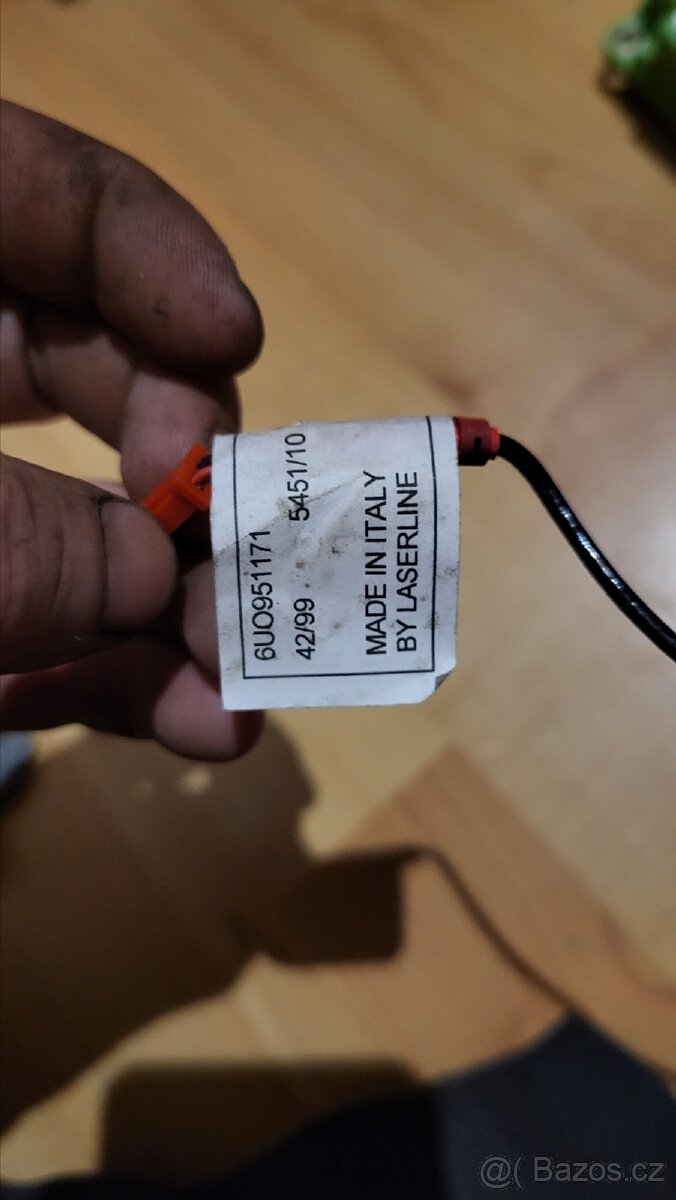 6UO951171
42/99 5451/10
MADE IN ITALY
BY LASERLINE
@( Bazos.cz